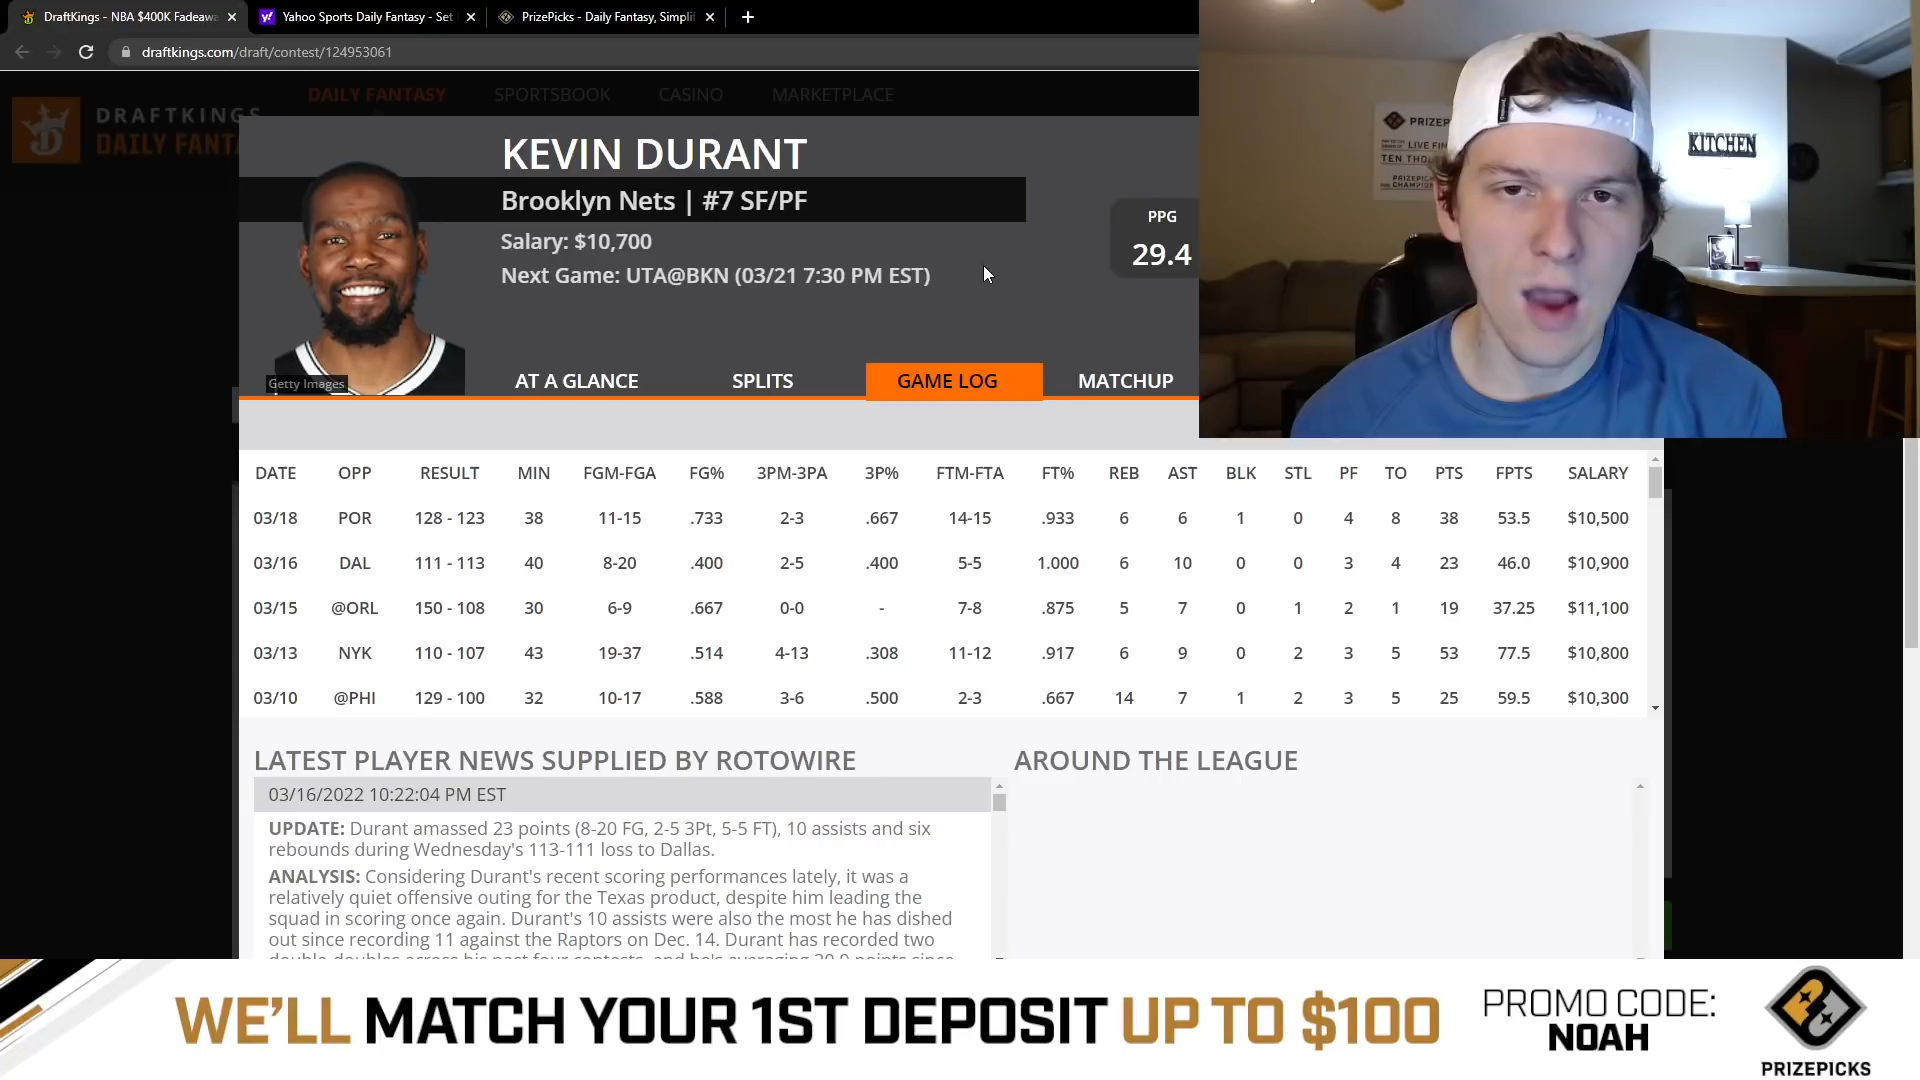 DraftKings - NBA $400K Fadeawa
Yahoo Sports Daily Fantasy - Set
PrizePicks - Daily Fantasy, Simplif
draftkings.com/draft/contest/124953061
DRAFTKINGS
DAILY FANTA
DAILY FANTASY SPORTSBOOK CASINO MARKETPLACE
KEVIN DURANT
Brooklyn Nets | #7 SF/PF
Salary: $10,700
Next Game: UTA@BKN (03/21 7:30 PM EST)
PPG
29.4
Getty Images
AT A GLANCE SPLITS GAME LOG MATCHUP
PRIZEP
LIVE FIN
TEN THO
PRIZEP
CHAMPI
KITCHEN
DATE OPP RESULT MIN FGM-FGA FG% 3PM-3PA 3P% FTM-FTA FT% REB AST BLK STL PF TO PTS FPTS SALARY
03/18 POR 128 - 123 38 11-15 .733 2-3 .667 14-15 .933 6 6 1 0 4 8 38 53.5 $10,500
03/16 DAL 111 - 113 40 8-20 .400 2-5 .400 5-5 1.000 6 10 0 0 3 4 23 46.0 $10,900
03/15 @ORL 150 - 108 30 6-9 .667 0-0 - 7-8 .875 5 7 0 1 2 1 19 37.25 $11,100
03/13 NYK 110 - 107 43 19-37 .514 4-13 .308 11-12 .917 6 9 0 2 3 5 53 77.5 $10,800
03/10 @PHI 129 - 100 32 10-17 .588 3-6 .500 2-3 .667 14 7 1 2 3 5 25 59.5 $10,300
LATEST PLAYER NEWS SUPPLIED BY ROTOWIRE
03/16/2022 10:22:04 PM EST
UPDATE: Durant amassed 23 points (8-20 FG, 2-5 3Pt, 5-5 FT), 10 assists and six
rebounds during Wednesday's 113-111 loss to Dallas.
ANALYSIS: Considering Durant's recent scoring performances lately, it was a
relatively quiet offensive outing for the Texas product, despite him leading the
squad in scoring once again. Durant's 10 assists were also the most he has dished
out since recording 11 against the Raptors on Dec. 14. Durant has recorded two
AROUND THE LEAGUE
WE'LL MATCH YOUR 1ST DEPOSIT UP TO $100
PROMO CODE:
NOAH
PRIZEPICKS